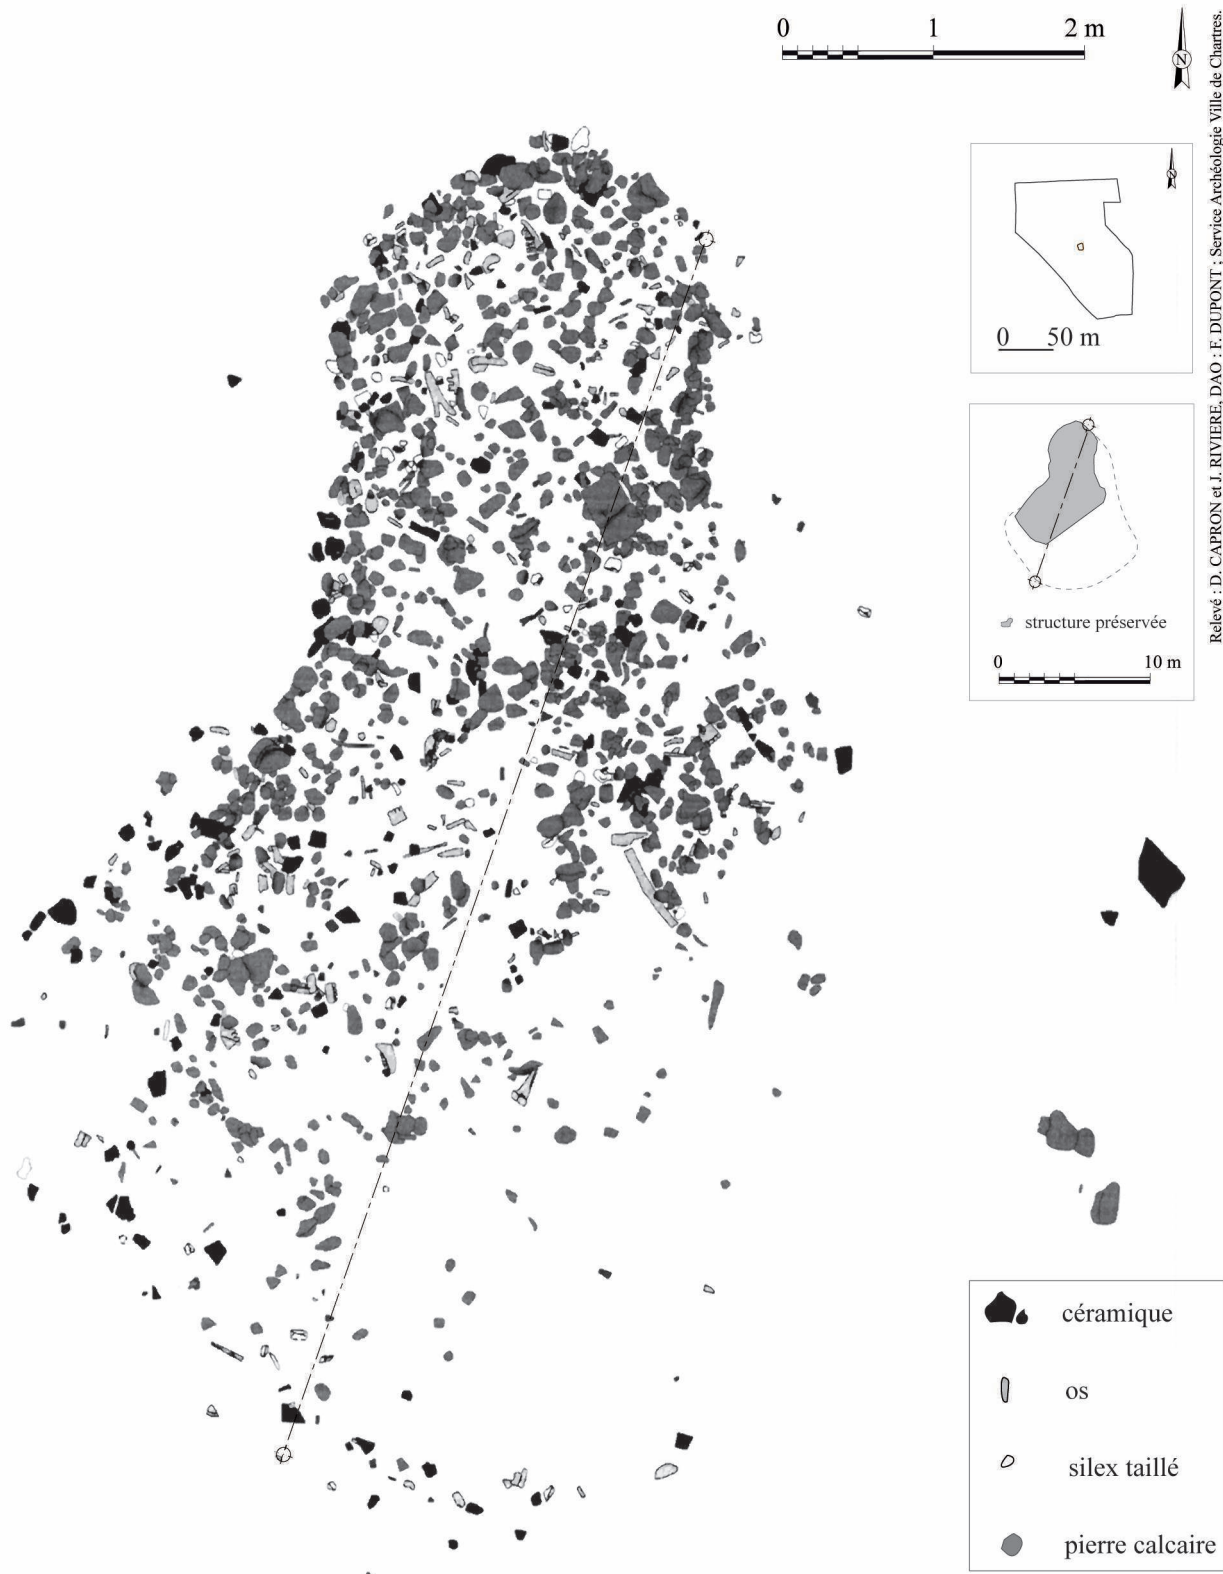 0 1 2 m
N
Relevé : D. CAPRON et J. RIVIERE, DAO : F. DUPONT ; Service Archéologie Ville de Chartres.
N
0 50 m
structure préservée
0 10 m
céramique
os
silex taillé
pierre calcaire